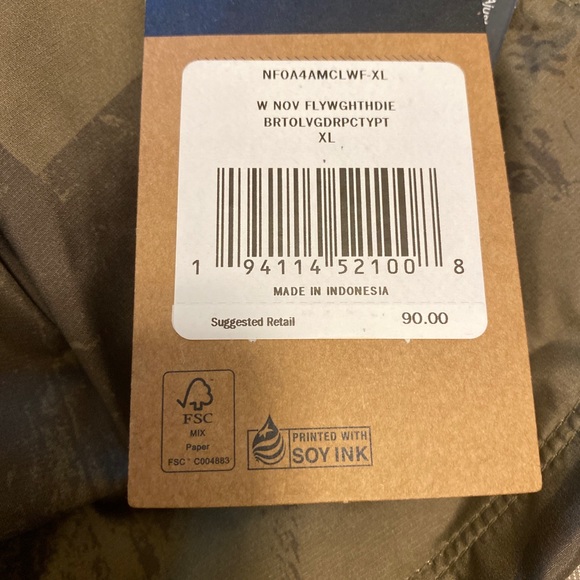 NF0A4AMCLWF-XL
W NOV FLYWGHTHDIE
BRTOLVGDRPCTYPT
XL
1 94114 52100 8
MADE IN INDONESIA
Suggested Retail 90.00
FSC
MIX
Paper
FSC™ C004883
PRINTED WITH
SOY INK